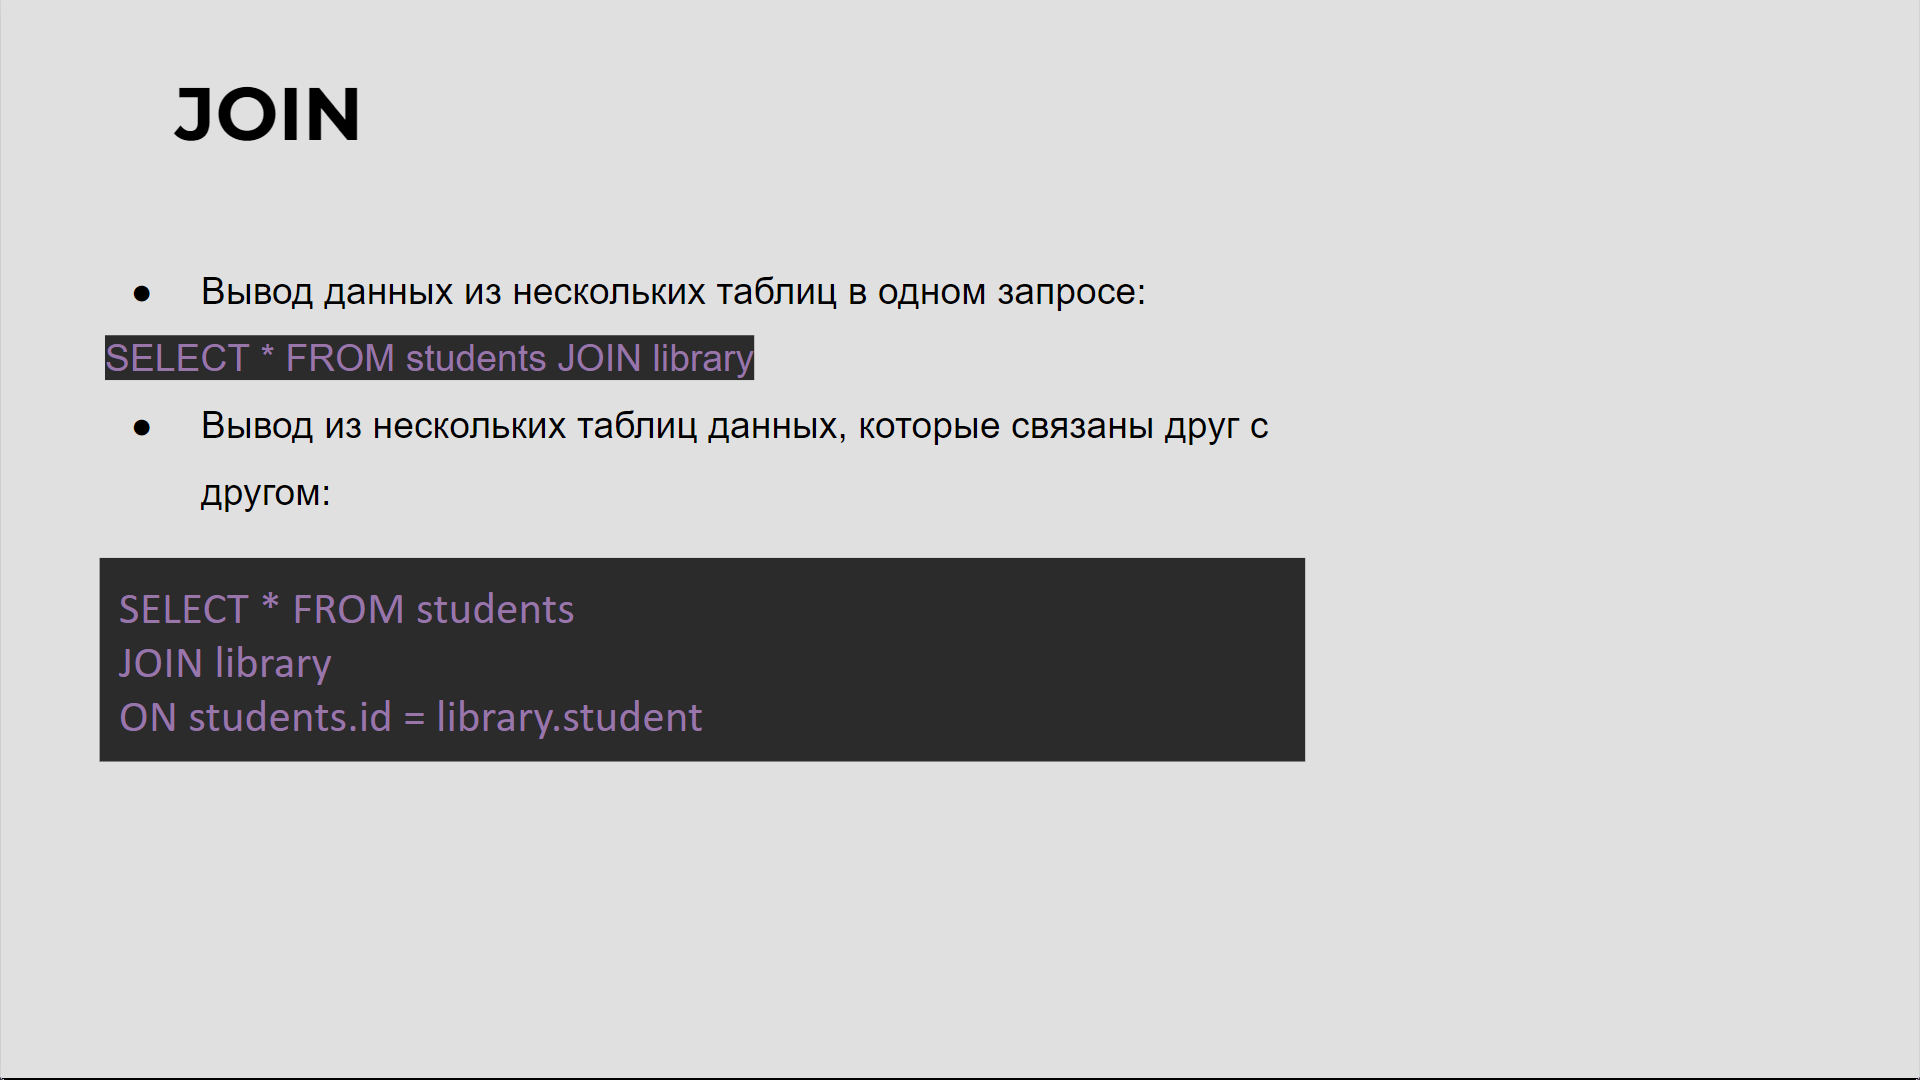 JOIN
● Вывод данных из нескольких таблиц в одном запросе:
SELECT * FROM students JOIN library
● Вывод из нескольких таблиц данных, которые связаны друг с
другом:
SELECT * FROM students
JOIN library
ON students.id = library.student